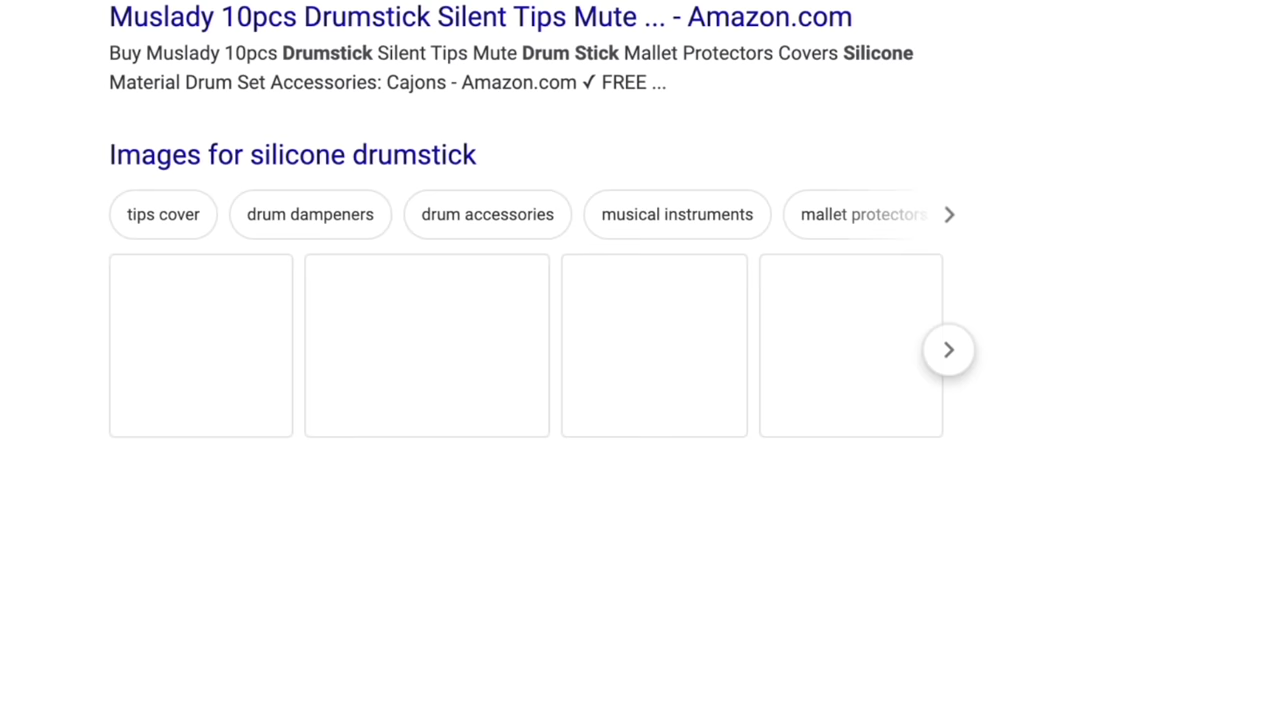 Muslady 10pcs Drumstick Silent Tips Mute ... - Amazon.com
Buy Muslady 10pcs Drumstick Silent Tips Mute Drum Stick Mallet Protectors Covers Silicone
Material Drum Set Accessories: Cajons - Amazon.com ✓ FREE ...
Images for silicone drumstick
tips cover
drum dampeners
drum accessories
musical instruments
mallet protectors